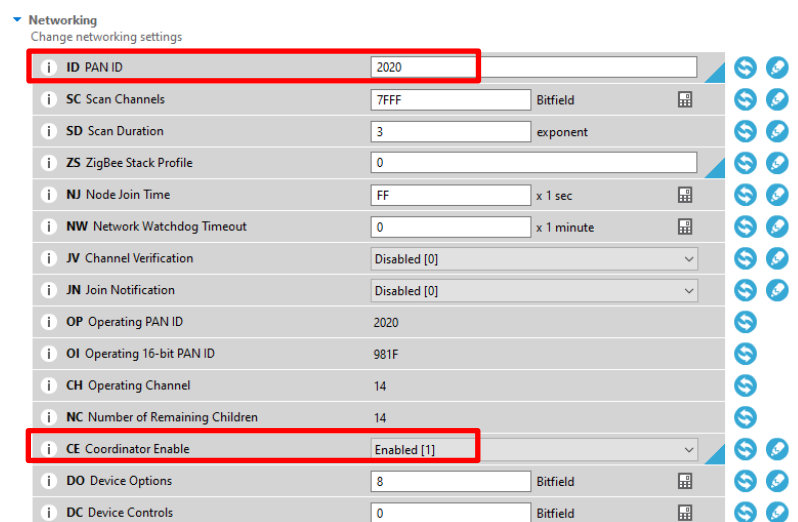 Networking
Change networking settings
i ID PAN ID 2020
i SC Scan Channels 7FFF Bitfield
i SD Scan Duration 3 exponent
i ZS ZigBee Stack Profile 0
i NJ Node Join Time FF x 1 sec
i NW Network Watchdog Timeout 0 x 1 minute
i JV Channel Verification Disabled [0]
i JN Join Notification Disabled [0]
i OP Operating PAN ID 2020
i OI Operating 16-bit PAN ID 981F
i CH Operating Channel 14
i NC Number of Remaining Children 14
i CE Coordinator Enable Enabled [1]
i DO Device Options 8 Bitfield
i DC Device Controls 0 Bitfield